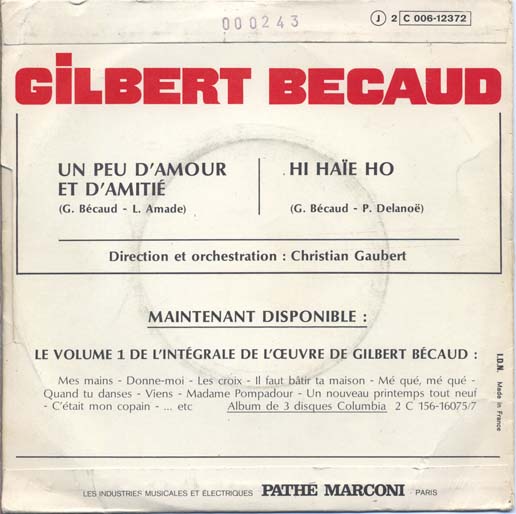 000243
J 2 C 006-12372
GILBERT BECAUD
UN PEU D'AMOUR
ET D'AMITIÉ
(G. Bécaud - L. Amade)
HI HAÏE HO
(G. Bécaud - P. Delanoë)
Direction et orchestration : Christian Gaubert
MAINTENANT DISPONIBLE :
LE VOLUME 1 DE L'INTÉGRALE DE L'ŒUVRE DE GILBERT BÉCAUD :
Mes mains - Donne-moi - Les croix - Il faut bâtir ta maison - Mé qué, mé qué -
Quand tu danses - Viens - Madame Pompadour - Un nouveau printemps tout neuf
- C'était mon copain - ... etc Album de 3 disques Columbia 2 C 156-16075/7
I.D.N. Made in France
LES INDUSTRIES MUSICALES ET ÉLECTRIQUES PATHÉ MARCONI PARIS